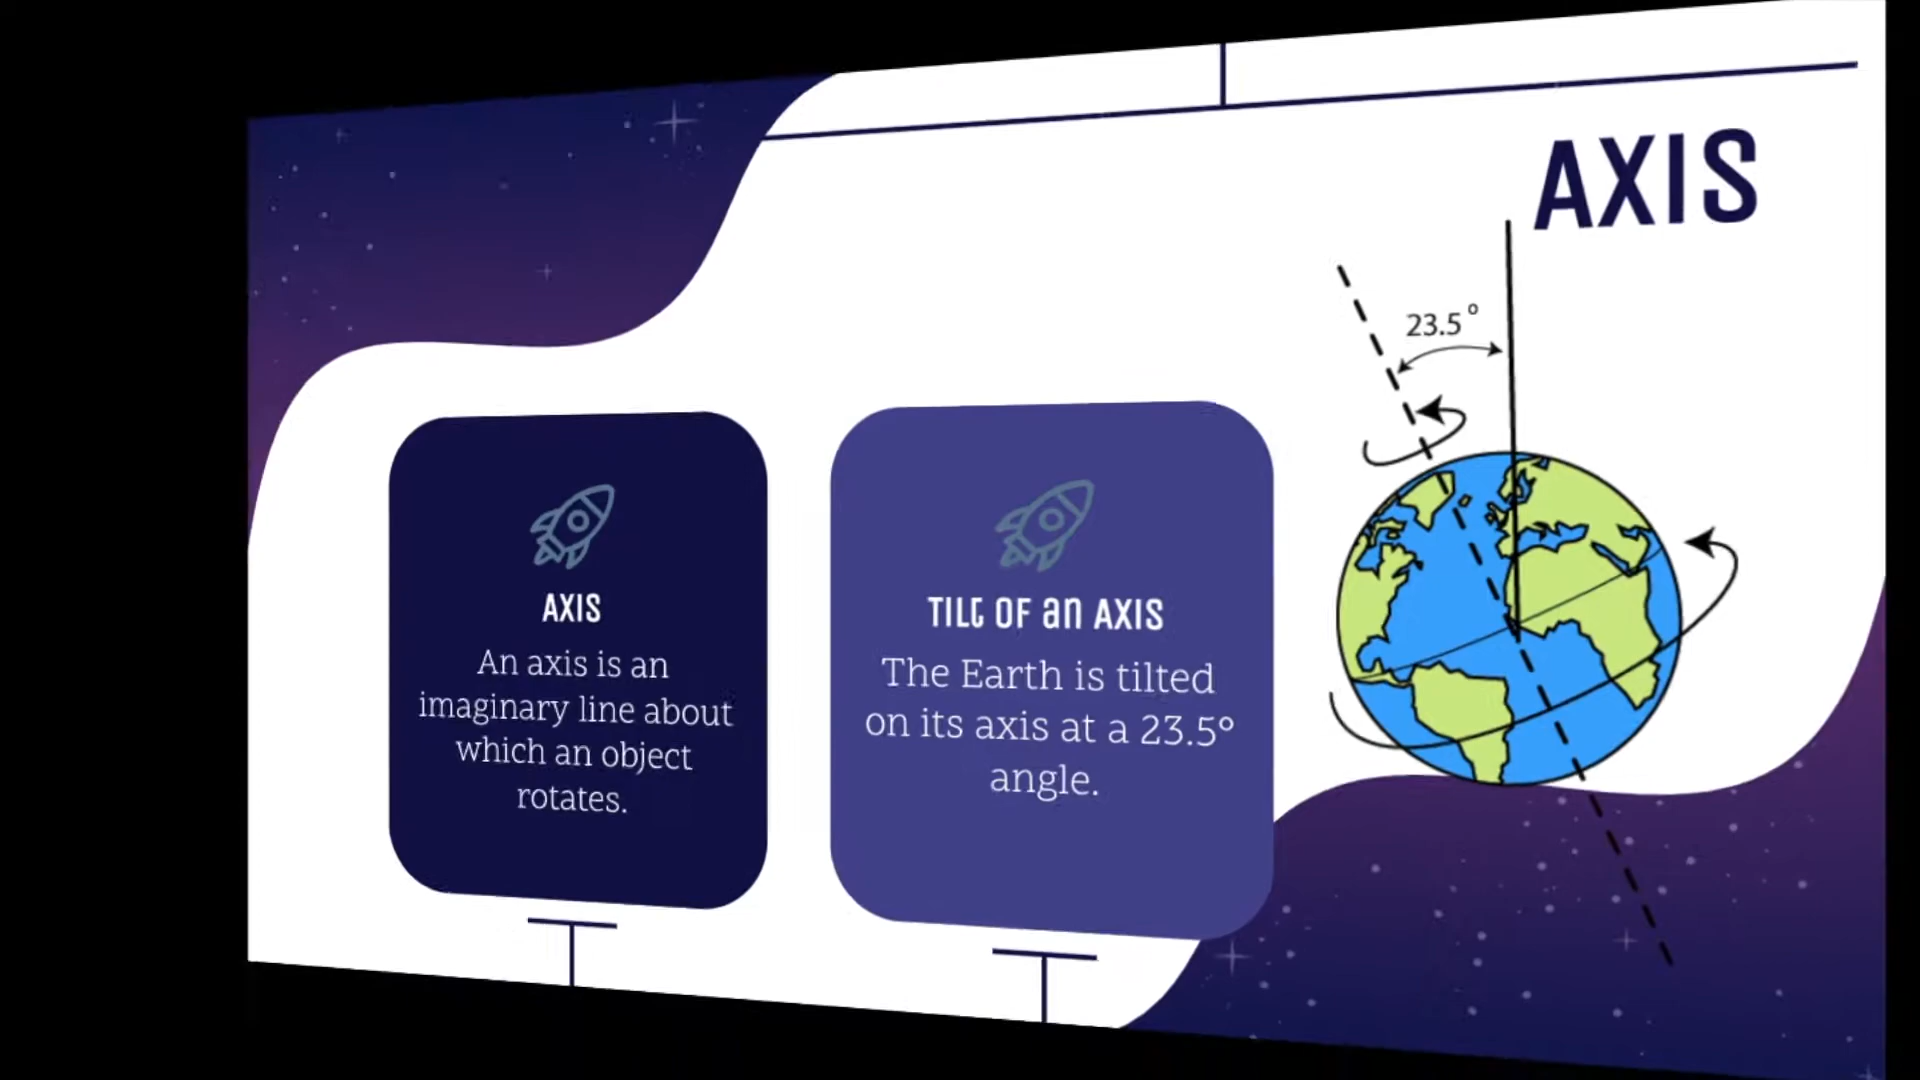 AXIS
23.5°
AXIS
An axis is an
imaginary line about
which an object
rotates.
TILT OF an AXIS
The Earth is tilted
on its axis at a 23.5°
angle.